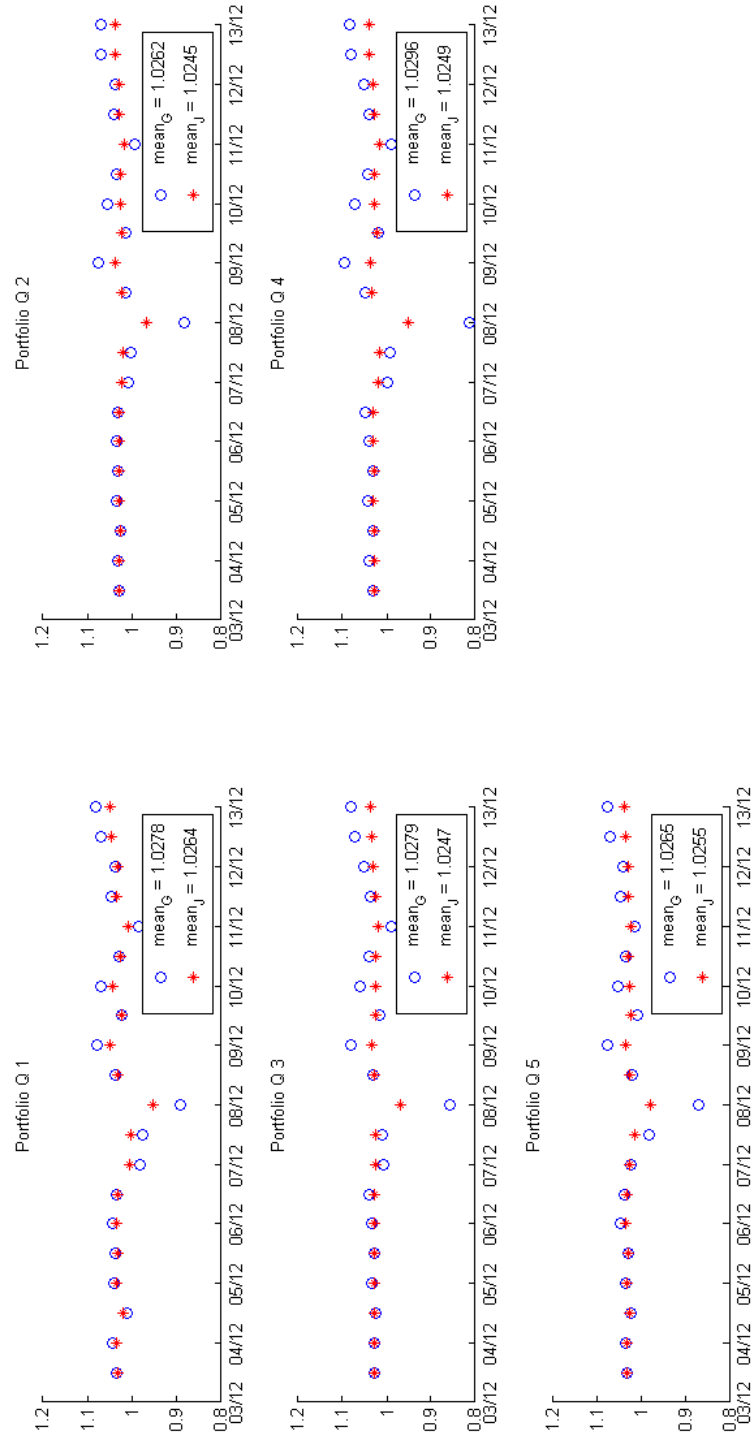 Portfolio Q 1
1.2
1.1
1
0.9
0.8
03/12 04/12 05/12 06/12 07/12 08/12 09/12 10/12 11/12 12/12 13/12
mean_G = 1.0278
mean_J = 1.0264
Portfolio Q 2
1.2
1.1
1
0.9
0.8
03/12 04/12 05/12 06/12 07/12 08/12 09/12 10/12 11/12 12/12 13/12
mean_G = 1.0262
mean_J = 1.0245
Portfolio Q 3
1.2
1.1
1
0.9
0.8
03/12 04/12 05/12 06/12 07/12 08/12 09/12 10/12 11/12 12/12 13/12
mean_G = 1.0279
mean_J = 1.0247
Portfolio Q 4
1.2
1.1
1
0.9
0.8
03/12 04/12 05/12 06/12 07/12 08/12 09/12 10/12 11/12 12/12 13/12
mean_G = 1.0296
mean_J = 1.0249
Portfolio Q 5
1.2
1.1
1
0.9
0.8
03/12 04/12 05/12 06/12 07/12 08/12 09/12 10/12 11/12 12/12 13/12
mean_G = 1.0265
mean_J = 1.0255